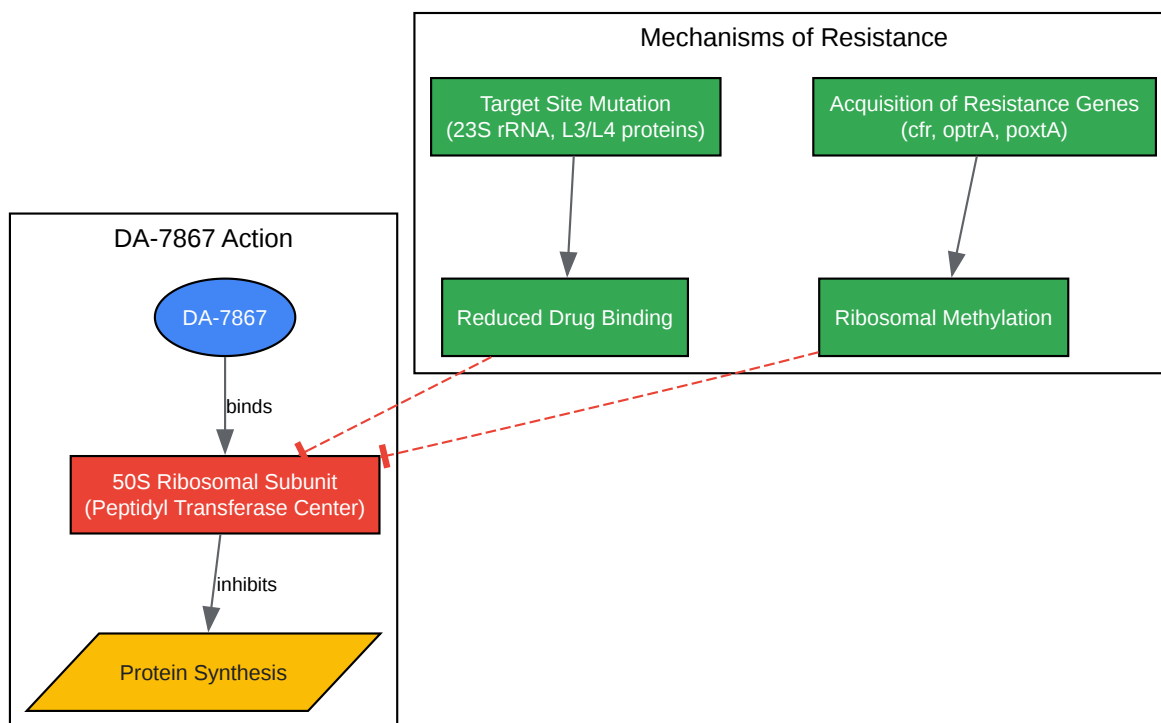 Mechanisms of Resistance
Target Site Mutation
(23S rRNA, L3/L4 proteins)
Acquisition of Resistance Genes
(cfr, optrA, poxtA)
Reduced Drug Binding
Ribosomal Methylation
DA-7867 Action
DA-7867
binds
50S Ribosomal Subunit
(Peptidyl Transferase Center)
inhibits
Protein Synthesis